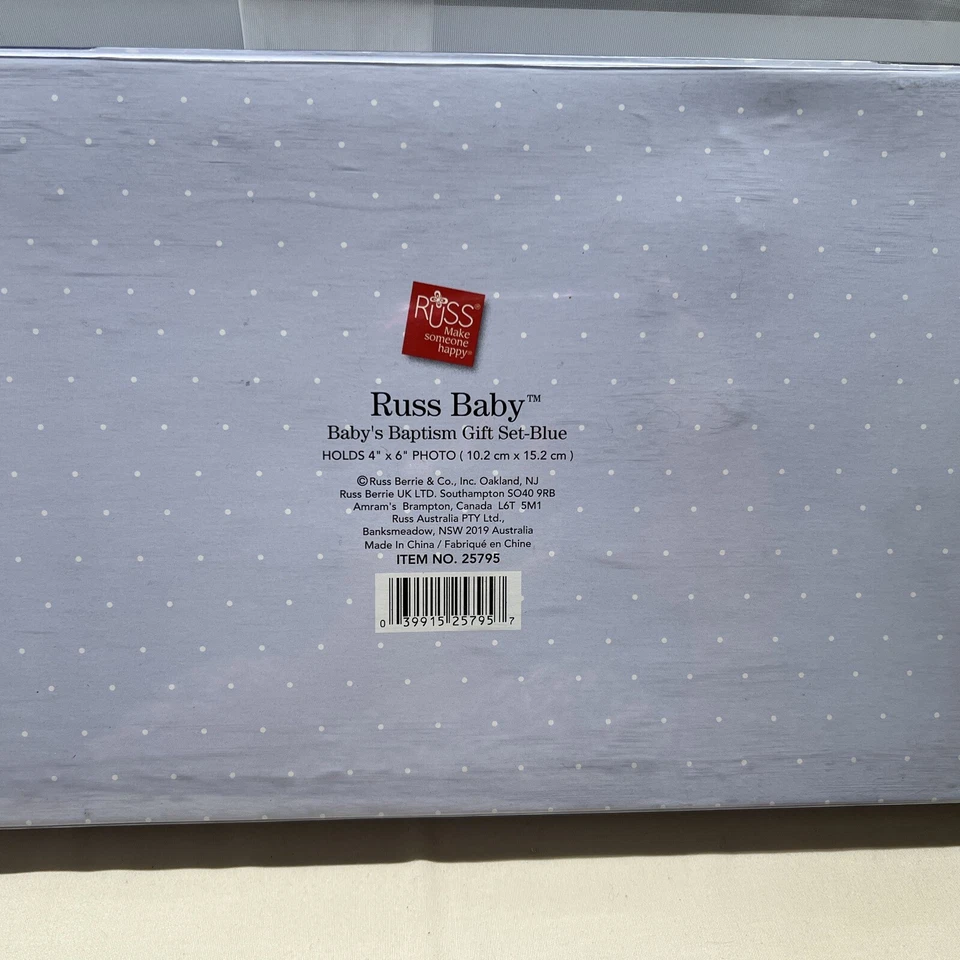 RUSS®
Make
someone
happy®
Russ Baby™
Baby's Baptism Gift Set-Blue
HOLDS 4" x 6" PHOTO ( 10.2 cm x 15.2 cm )
©Russ Berrie & Co., Inc. Oakland, NJ
Russ Berrie UK LTD. Southampton SO40 9RB
Amram's Brampton, Canada L6T 5M1
Russ Australia PTY Ltd.,
Banksmeadow, NSW 2019 Australia
Made In China / Fabriqué en Chine
ITEM NO. 25795
0 39915 25795 7